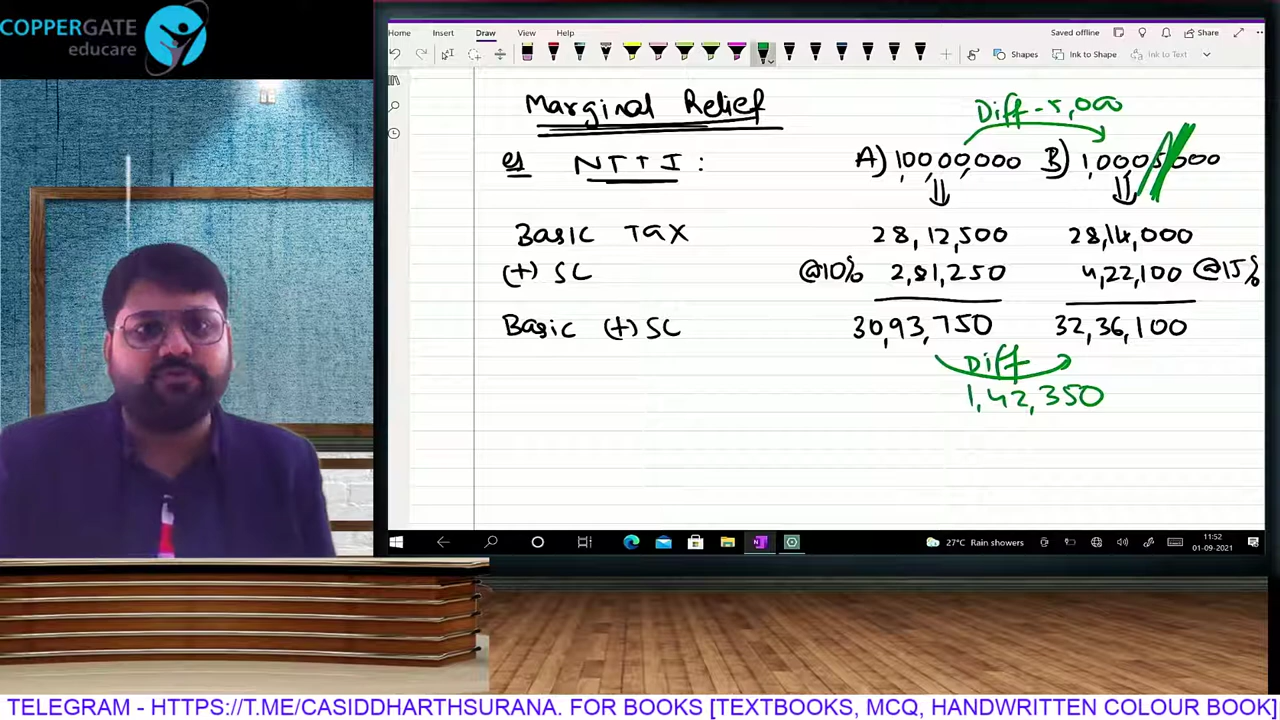 COPPERGATE
educare
Home Insert Draw View Help Saved offline Share
Shapes Ink to Shape Ink to Text
Marginal Relief
Diff - 5,000
eg NTTI : A) 1,00,00,000 B) 1,0005000
Basic Tax 28,12,500 28,14,000
(+) SC @10% 2,81,250 4,22,100 @15%
Basic (+) SC 30,93,750 32,36,100
Diff
1,42,350
27°C Rain showers 11:52
01-09-2021
TELEGRAM - HTTPS://T.ME/CASIDDHARTHSURANA. FOR BOOKS [TEXTBOOKS, MCQ, HANDWRITTEN COLOUR BOOK]